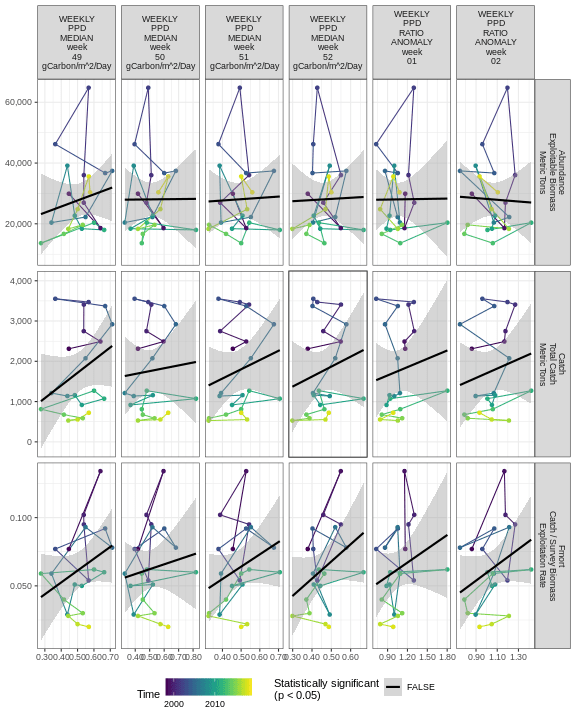 WEEKLY
PPD
MEDIAN
week
49
gCarbon/m^2/Day
WEEKLY
PPD
MEDIAN
week
50
gCarbon/m^2/Day
WEEKLY
PPD
MEDIAN
week
51
gCarbon/m^2/Day
WEEKLY
PPD
MEDIAN
week
52
gCarbon/m^2/Day
WEEKLY
PPD
RATIO
ANOMALY
week
01
WEEKLY
PPD
RATIO
ANOMALY
week
02
60,000
40,000
20,000
Abundance
Exploitable Biomass
Metric Tons
4,000
3,000
2,000
1,000
0
Catch
Total Catch
Metric Tons
0.100
0.050
Fmort
Catch / Survey Biomass
Exploitation Rate
0.300 0.40 0.50 0.600 0.70
0.40 0.50 0.60 0.70 0.80
0.40 0.50 0.60 0.70
0.30 0.40 0.50 0.60
0.90 1.20 1.50 1.80
0.90 1.10 1.30
Time
2000 2010
Statistically significant
(p < 0.05)
FALSE